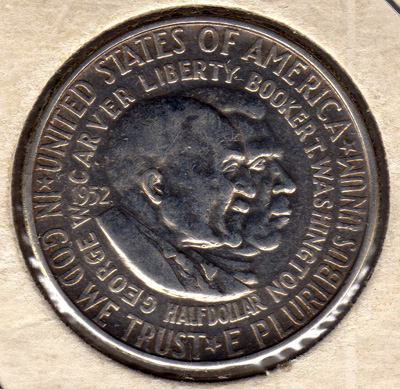 UNITED STATES OF AMERICA
★ E PLURIBUS UNUM ★
IN GOD WE TRUST ★
GEORGE W. CARVER
LIBERTY
BOOKER T. WASHINGTON
1952
HALF DOLLAR